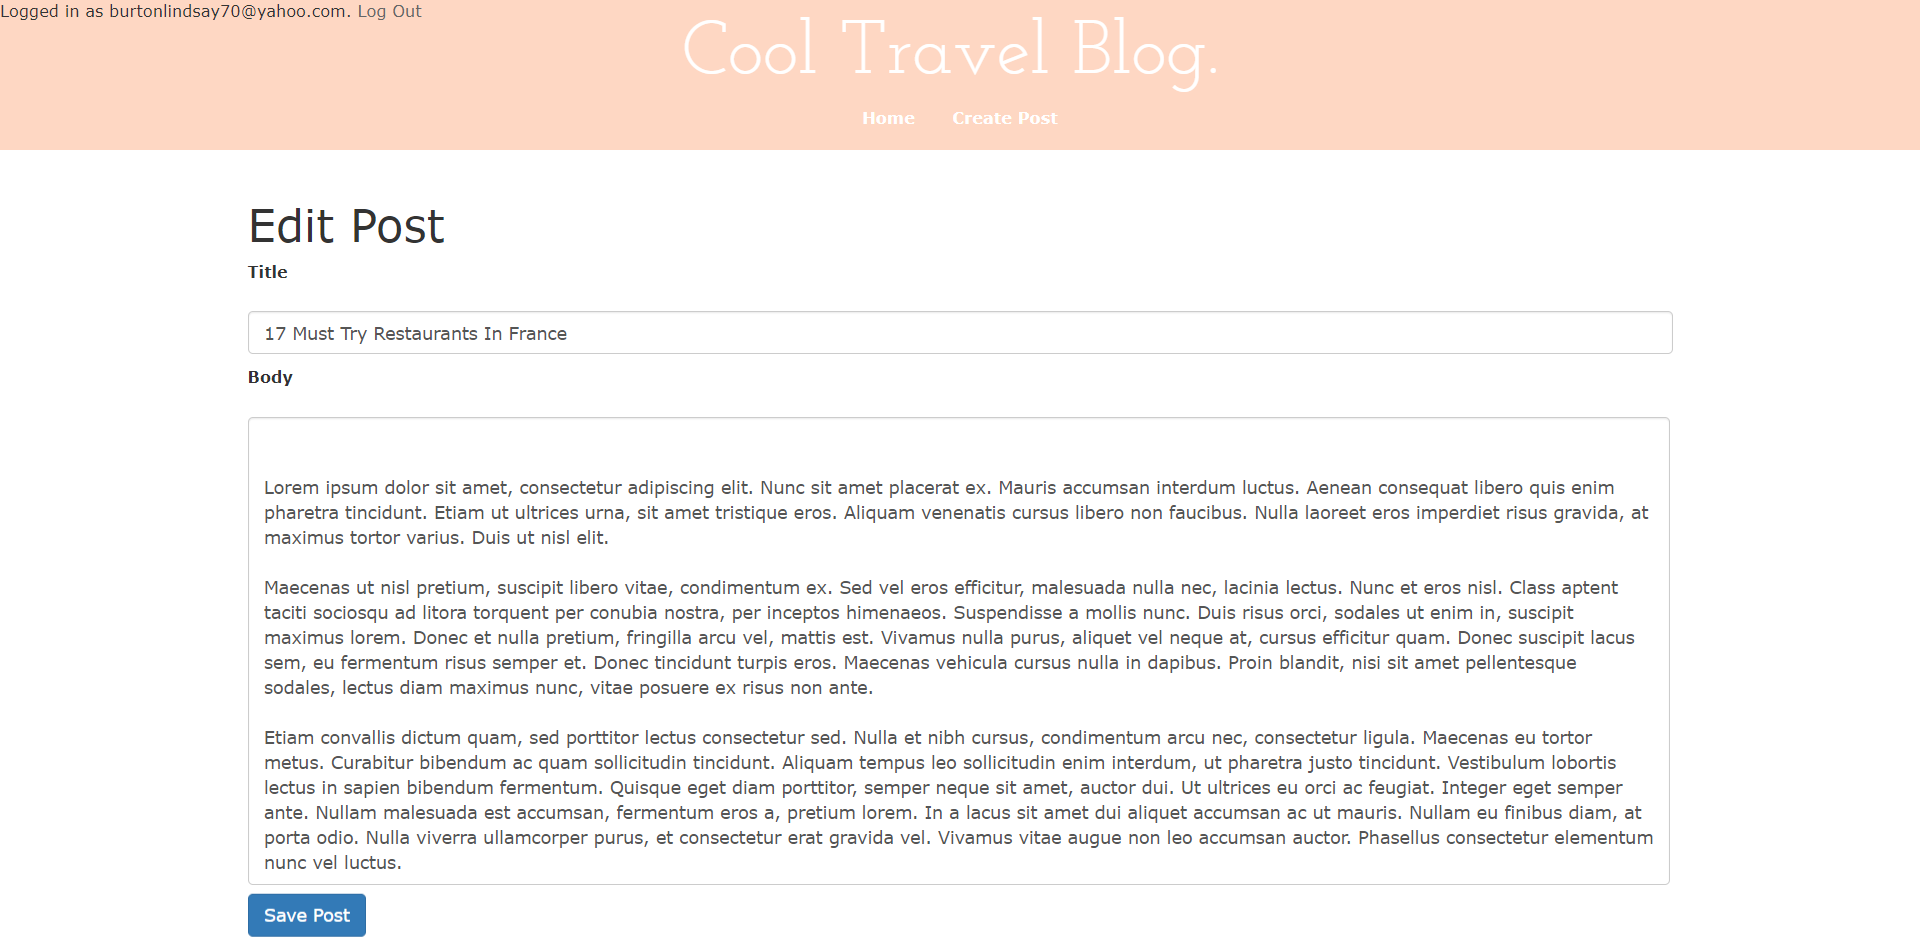 Logged in as burtonlindsay70@yahoo.com. Log Out
Cool Travel Blog.
Home Create Post
Edit Post
Title
17 Must Try Restaurants In France
Body
Lorem ipsum dolor sit amet, consectetur adipiscing elit. Nunc sit amet placerat ex. Mauris accumsan interdum luctus. Aenean consequat libero quis enim
pharetra tincidunt. Etiam ut ultrices urna, sit amet tristique eros. Aliquam venenatis cursus libero non faucibus. Nulla laoreet eros imperdiet risus gravida, at
maximus tortor varius. Duis ut nisl elit.
Maecenas ut nisl pretium, suscipit libero vitae, condimentum ex. Sed vel eros efficitur, malesuada nulla nec, lacinia lectus. Nunc et eros nisl. Class aptent
taciti sociosqu ad litora torquent per conubia nostra, per inceptos himenaeos. Suspendisse a mollis nunc. Duis risus orci, sodales ut enim in, suscipit
maximus lorem. Donec et nulla pretium, fringilla arcu vel, mattis est. Vivamus nulla purus, aliquet vel neque at, cursus efficitur quam. Donec suscipit lacus
sem, eu fermentum risus semper et. Donec tincidunt turpis eros. Maecenas vehicula cursus nulla in dapibus. Proin blandit, nisi sit amet pellentesque
sodales, lectus diam maximus nunc, vitae posuere ex risus non ante.
Etiam convallis dictum quam, sed porttitor lectus consectetur sed. Nulla et nibh cursus, condimentum arcu nec, consectetur ligula. Maecenas eu tortor
metus. Curabitur bibendum ac quam sollicitudin tincidunt. Aliquam tempus leo sollicitudin enim interdum, ut pharetra justo tincidunt. Vestibulum lobortis
lectus in sapien bibendum fermentum. Quisque eget diam porttitor, semper neque sit amet, auctor dui. Ut ultrices eu orci ac feugiat. Integer eget semper
ante. Nullam malesuada est accumsan, fermentum eros a, pretium lorem. In a lacus sit amet dui aliquet accumsan ac ut mauris. Nullam eu finibus diam, at
porta odio. Nulla viverra ullamcorper purus, et consectetur erat gravida vel. Vivamus vitae augue non leo accumsan auctor. Phasellus consectetur elementum
nunc vel luctus.
Save Post